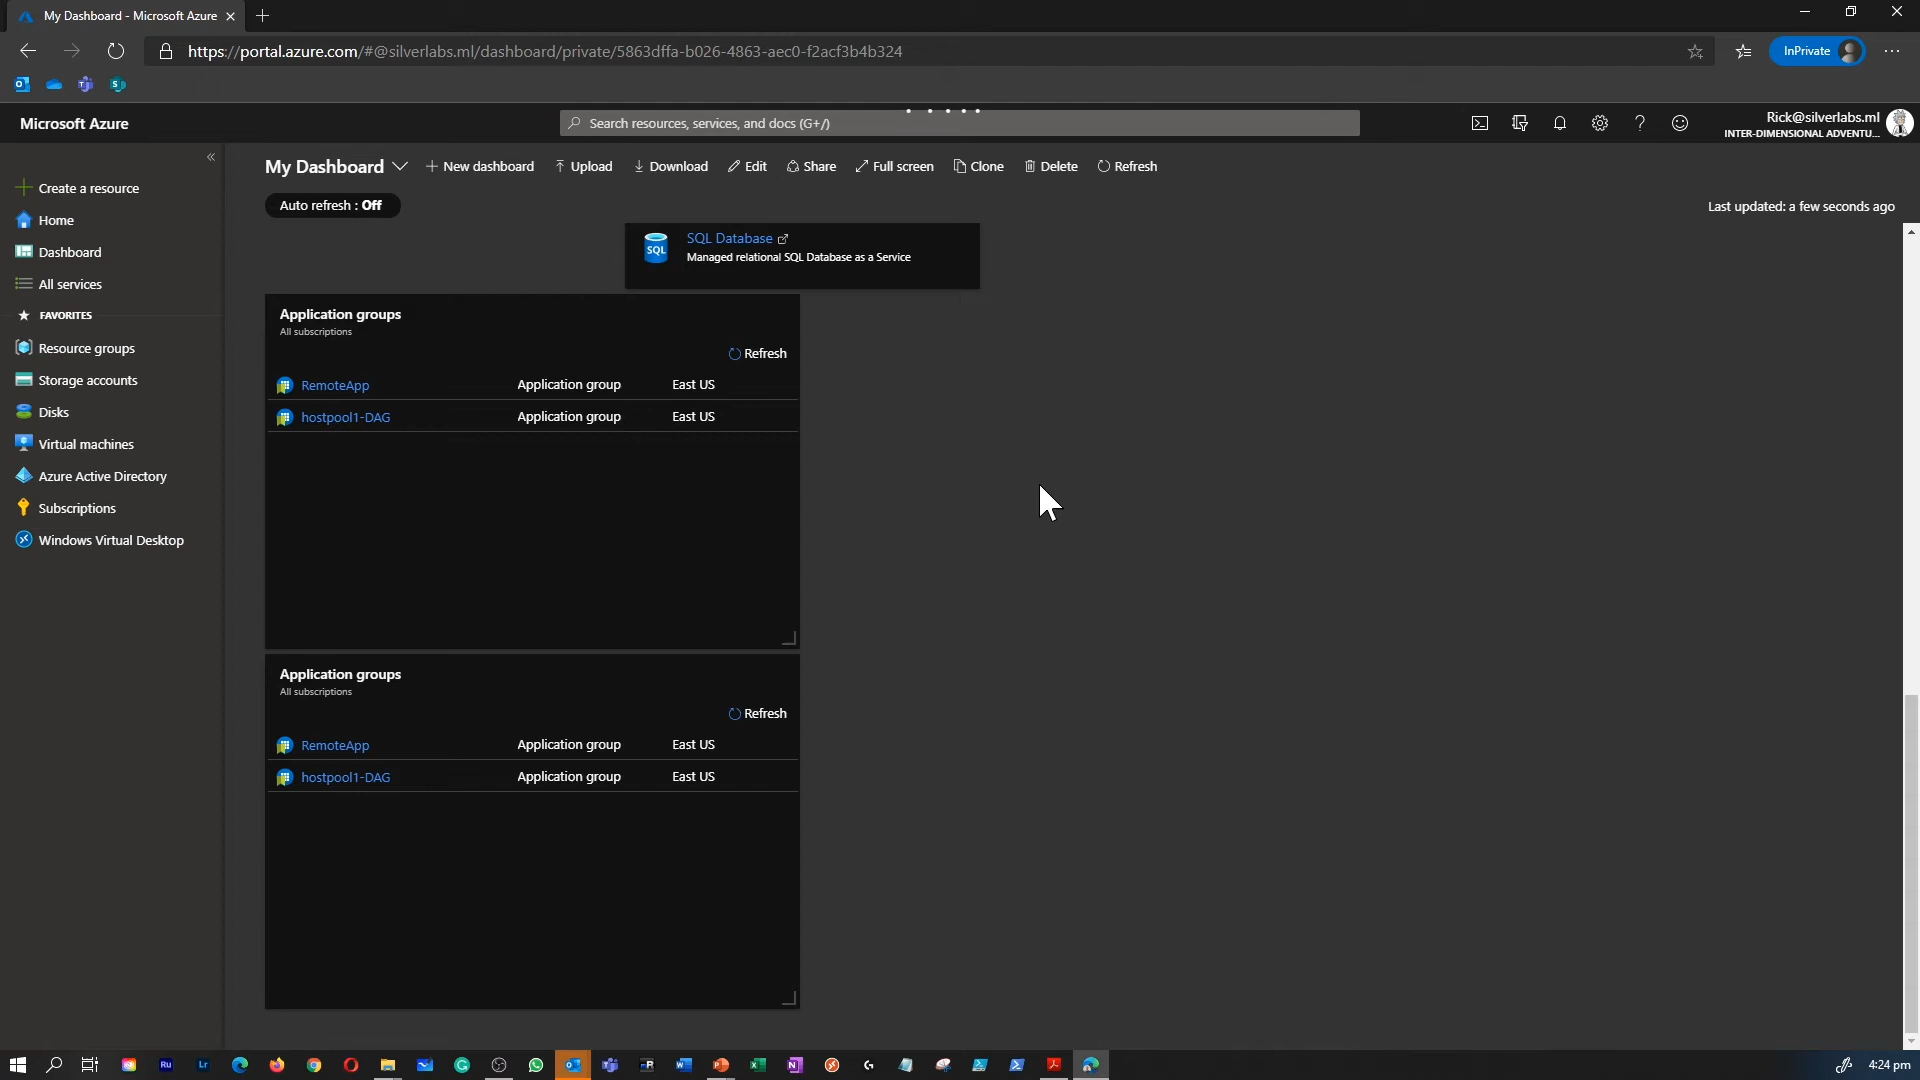 My Dashboard - Microsoft Azure
https://portal.azure.com/#@silverlabs.ml/dashboard/private/5863dffa-b026-4863-aec0-f2acf3b4b324
InPrivate
Microsoft Azure
Search resources, services, and docs (G+/)
Rick@silverlabs.ml
INTER-DIMENSIONAL ADVENTU...
My Dashboard
New dashboard
Upload
Download
Edit
Share
Full screen
Clone
Delete
Refresh
Auto refresh : Off
Last updated: a few seconds ago
Create a resource
Home
Dashboard
All services
FAVORITES
Resource groups
Storage accounts
Disks
Virtual machines
Azure Active Directory
Subscriptions
Windows Virtual Desktop
SQL
SQL Database
Managed relational SQL Database as a Service
Application groups
All subscriptions
Refresh
RemoteApp Application group East US
hostpool1-DAG Application group East US
Application groups
All subscriptions
Refresh
RemoteApp Application group East US
hostpool1-DAG Application group East US
Ru
Lr
4:24 pm